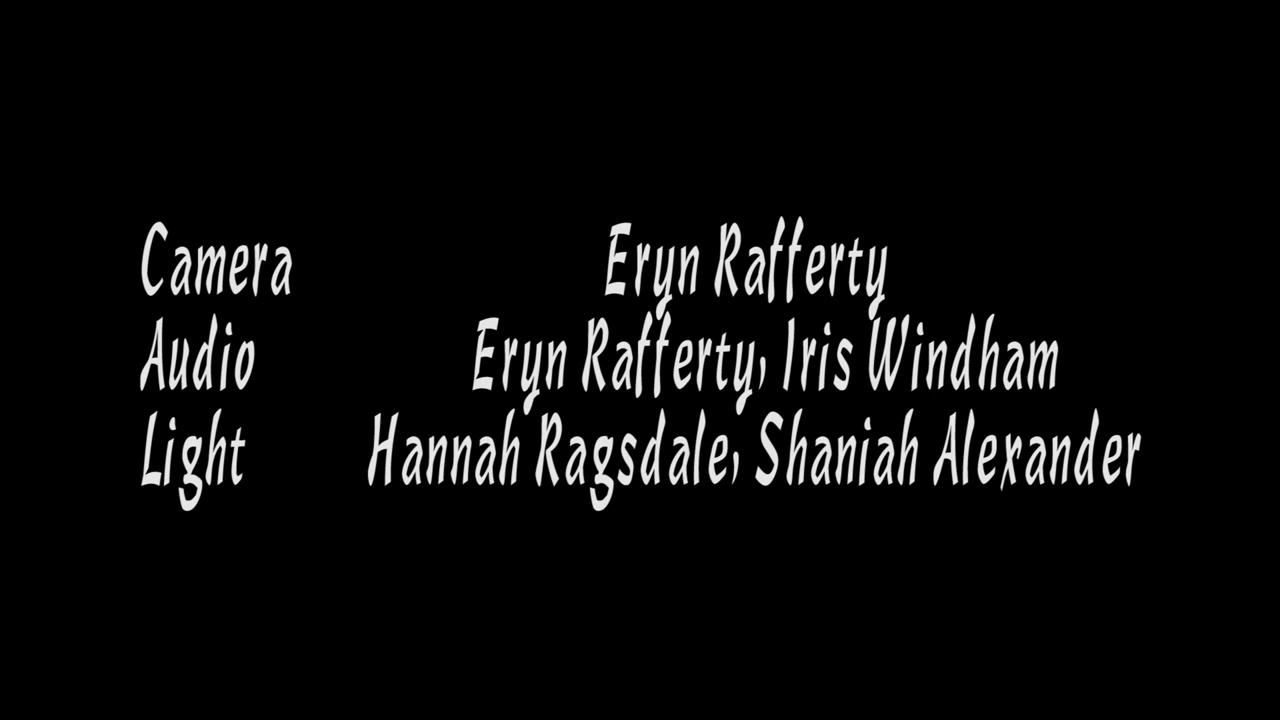 Camera Eryn Rafferty
Audio Eryn Rafferty, Iris Windham
Light Hannah Ragsdale, Shaniah Alexander